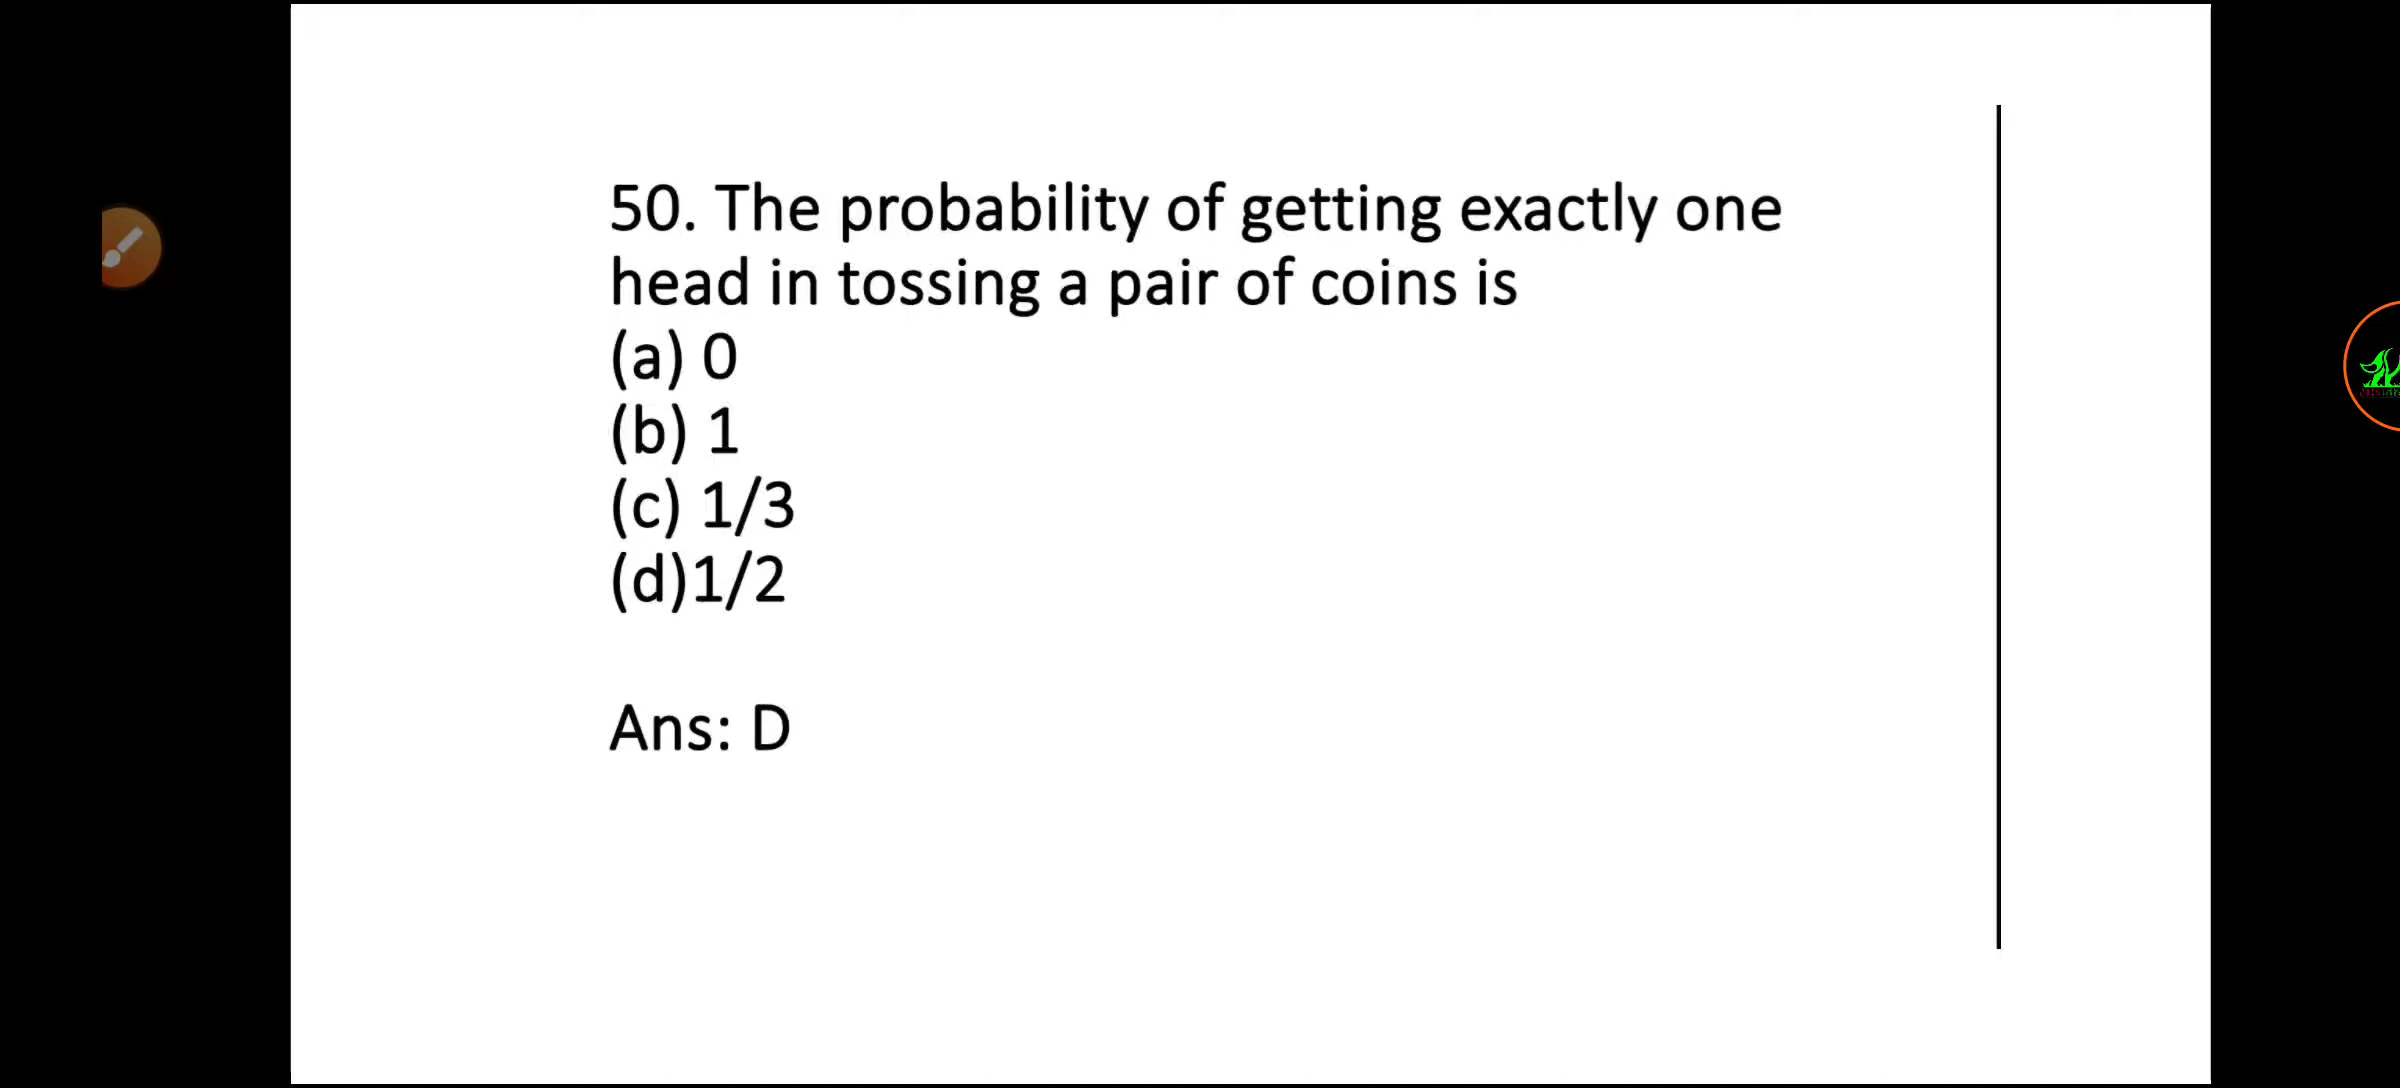 50. The probability of getting exactly one
head in tossing a pair of coins is
(a) 0
(b) 1
(c) 1/3
(d)1/2
Ans: D